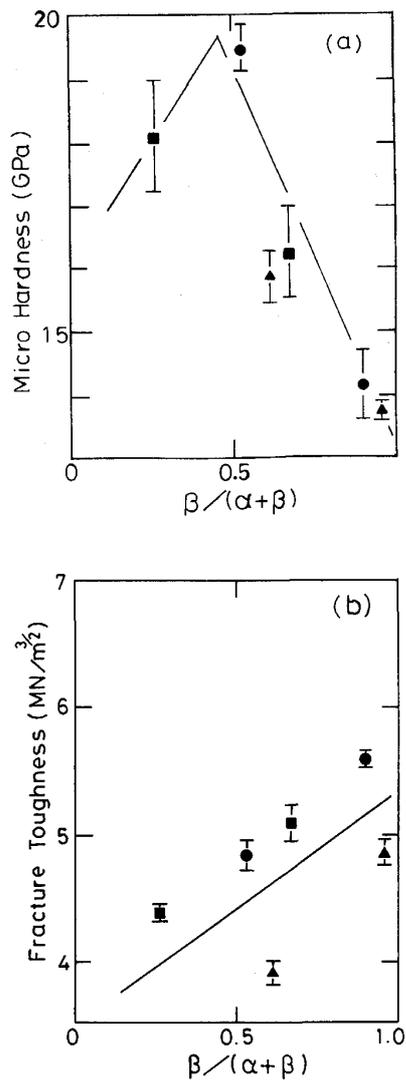 20
(a)
Micro Hardness (GPa)
15
0
0.5
β/(α+β)
7
(b)
Fracture Toughness (MN/m^3/2)
6
5
4
0
0.5
1.0
β/(α+β)